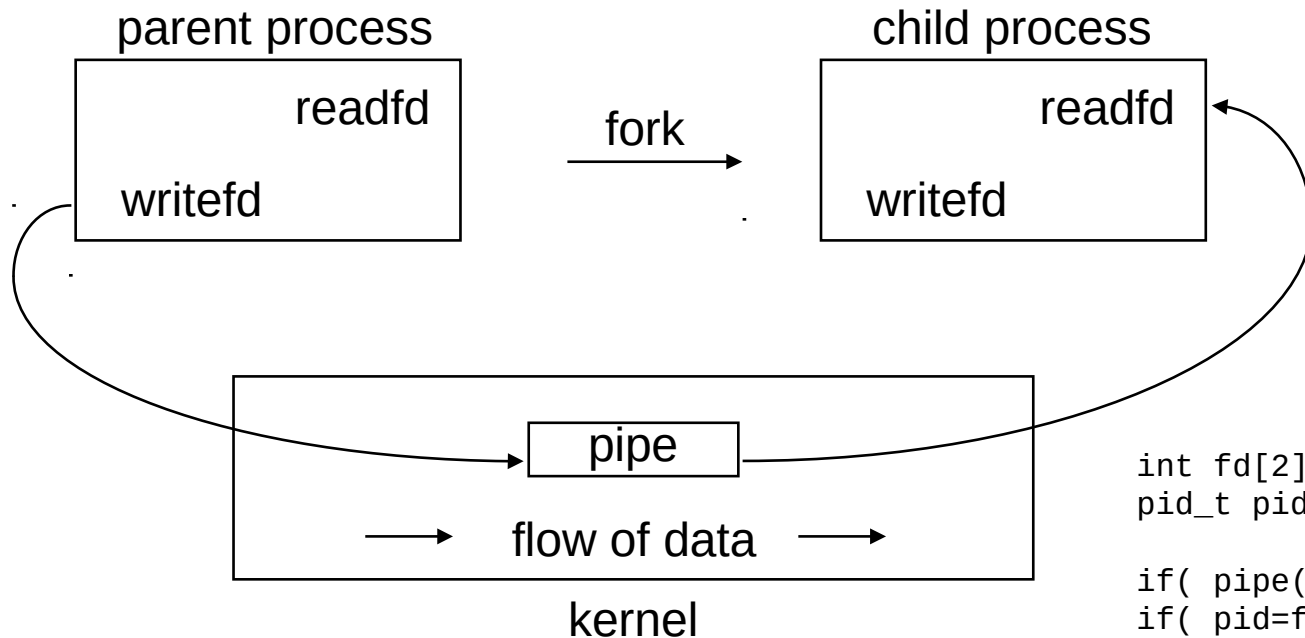 parent process
child process
readfd
fork
readfd
writefd
writefd
pipe
flow of data
kernel
int fd[2]
pid_t pid
if( pipe(
if( pid=f